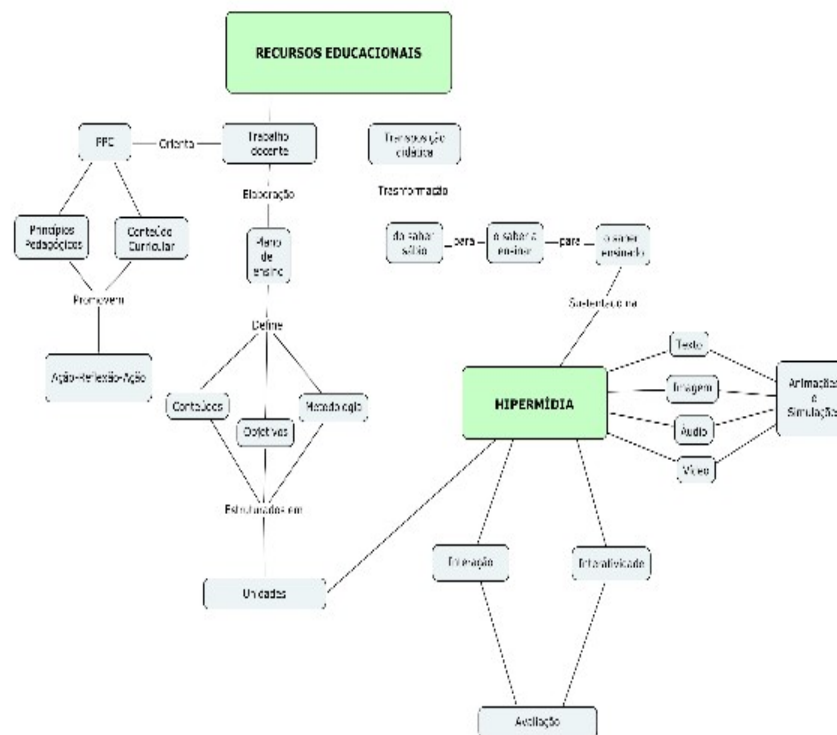 RECURSOS EDUCACIONAIS
PPC
Orienta
Trabalho
docente
Transposição
didática
Elaboração
Trasformação
Princípios
Pedagógicos
Conteúdo
Curricular
Plano
de
ensino
do saber
sábio
para
o saber a
ensinar
para
o saber
ensinado
Promovem
Sustentado na
Define
Ação-Reflexão-Ação
Texto
HIPERMÍDIA
Imagem
Animações
e
Simulações
Conteúdos
Metodologia
Objetivos
Áudio
Vídeo
Estruturados em
Interação
Interatividade
Unidades
Avaliação